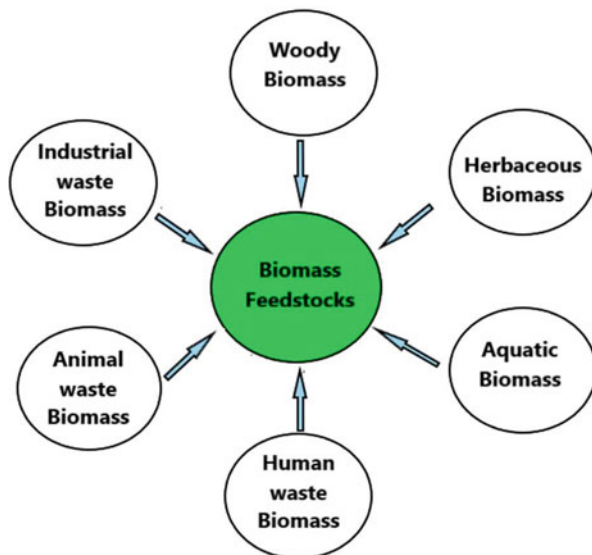 Woody
Biomass
Industrial
waste
Biomass
Herbaceous
Biomass
Biomass
Feedstocks
Animal
waste
Biomass
Aquatic
Biomass
Human
waste
Biomass